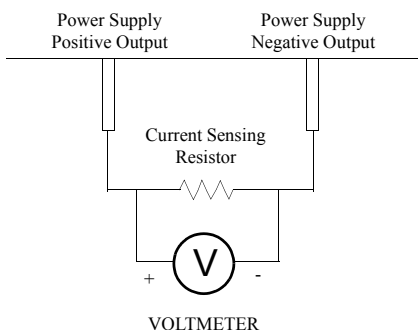 Power Supply
Positive Output
Power Supply
Negative Output
Current Sensing
Resistor
V
+
-
VOLTMETER